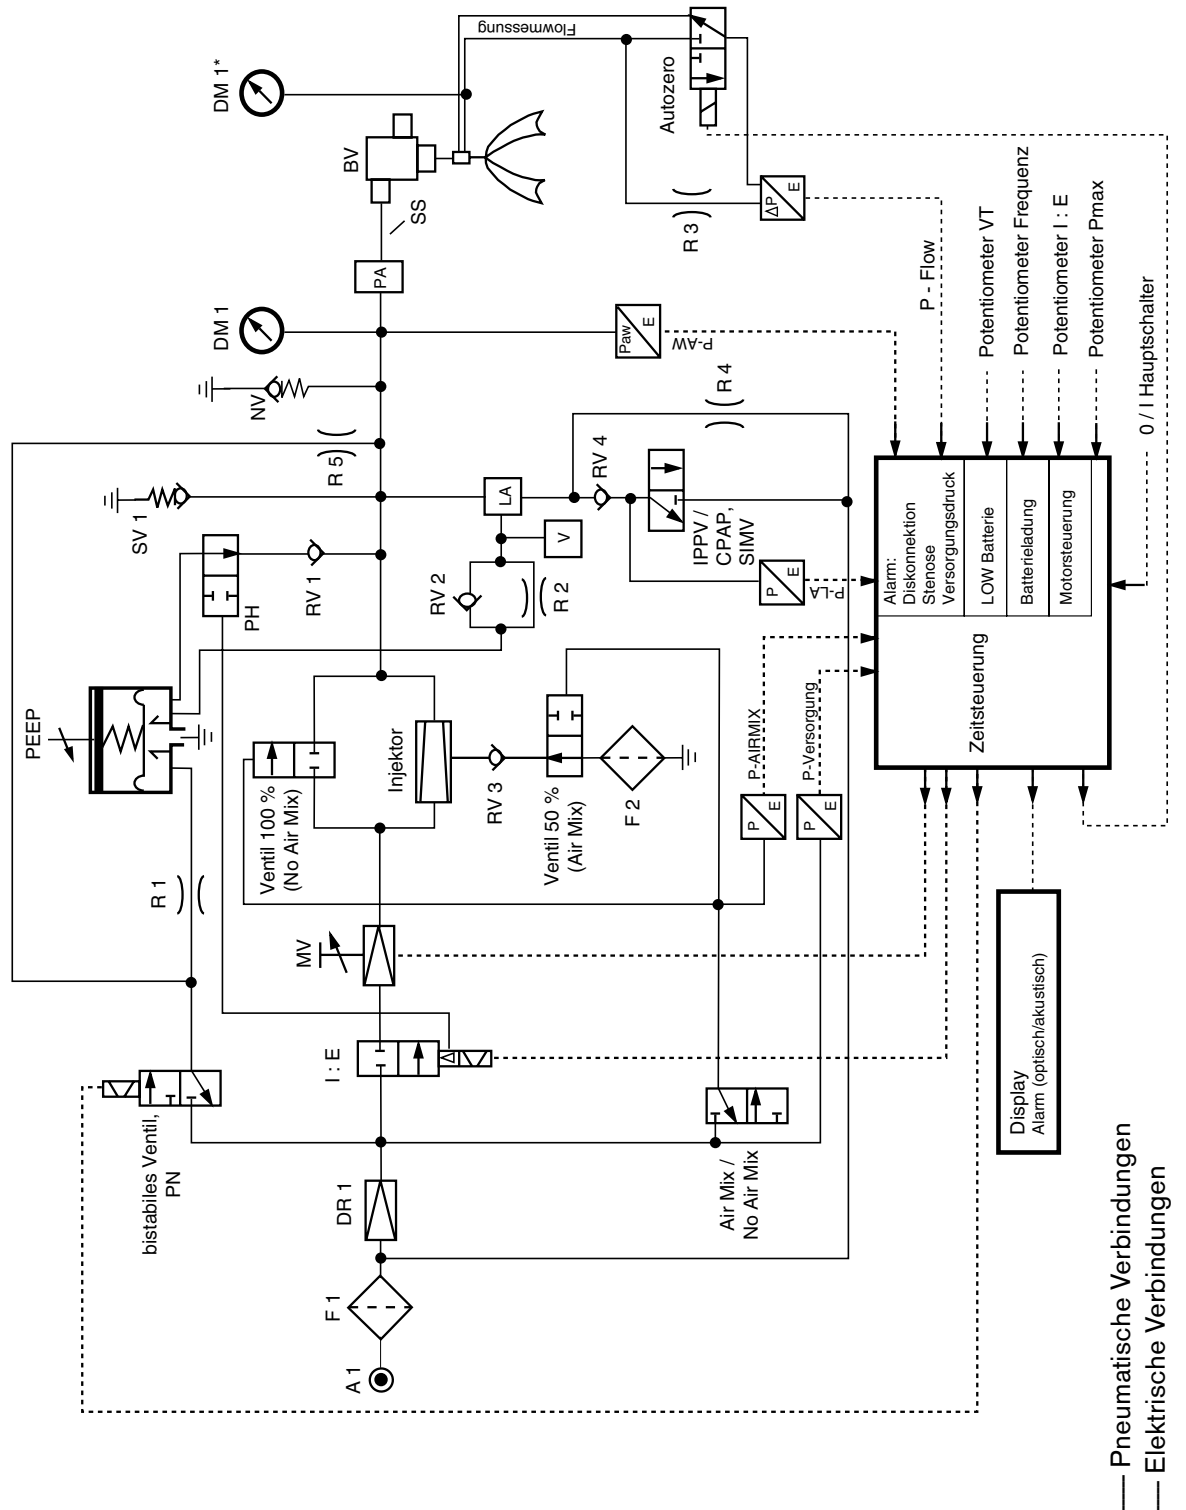 A 1
F 1
DR 1
bistabiles Ventil,
PN
I : E
MV
R 1
PEEP
Ventil 100 %
(No Air Mix)
Injektor
RV 3
Ventil 50 %
(Air Mix)
F 2
Air Mix /
No Air Mix
PH
RV 1
SV 1
R 5
NV
DM 1
PA
SS
BV
DM 1*
Flowmessung
Autozero
R 3
ΔP
E
Paw
E
P-AW
R 4
RV 4
LA
V
RV 2
R 2
IPPV /
CPAP,
SIMV
P
E
P-LA
P-AIRMIX
P
E
P-Versorgung
P
E
P - Flow
Potentiometer VT
Potentiometer Frequenz
Potentiometer I : E
Potentiometer Pmax
0 / I Hauptschalter
Alarm:
Diskonnektion
Stenose
Versorgungsdruck
LOW Batterie
Batterieladung
Motorsteuerung
Zeitsteuerung
Display
Alarm (optisch/akustisch)
Pneumatische Verbindungen
Elektrische Verbindungen